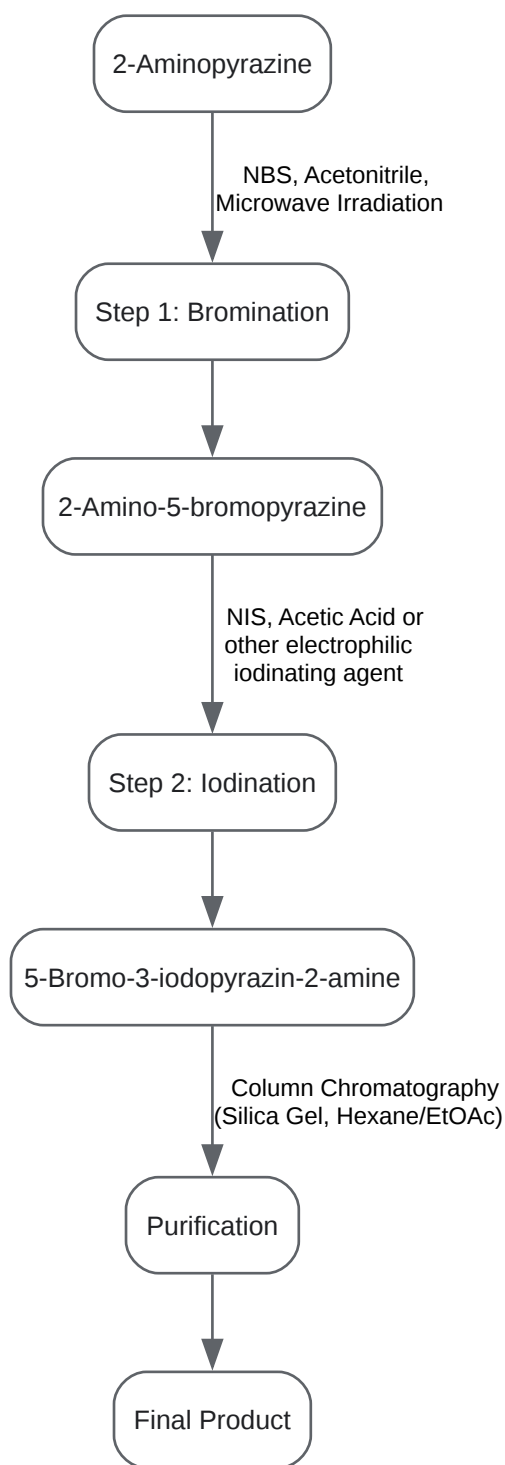 2-Aminopyrazine
NBS, Acetonitrile,
Microwave Irradiation
Step 1: Bromination
2-Amino-5-bromopyrazine
NIS, Acetic Acid or
other electrophilic
iodinating agent
Step 2: Iodination
5-Bromo-3-iodopyrazin-2-amine
Column Chromatography
(Silica Gel, Hexane/EtOAc)
Purification
Final Product